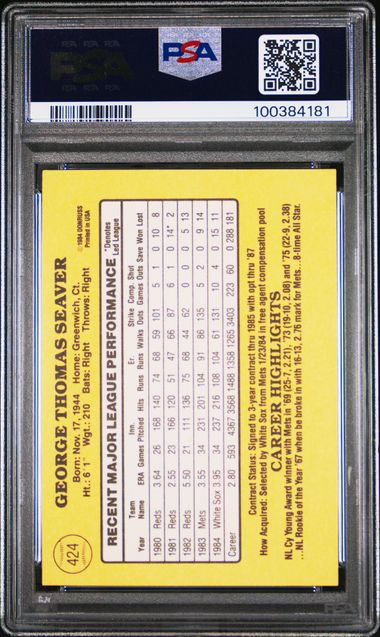 PSA
PSA
100384181
424
© 1984 DONRUSS
Printed in USA
GEORGE THOMAS SEAVER
Born: Nov. 17, 1944 Home: Greenwich, Ct.
Ht.: 6' 1" Wgt.: 210 Bats: Right Throws: Right
RECENT MAJOR LEAGUE PERFORMANCE
*Denotes
Led League
Team Inn. Er. Strike Comp. Shut
Year Name ERA Games Pitched Hits Runs Runs Walks Outs Games Outs Save Won Lost
1980 Reds 3.64 26 168 140 74 68 59 101 5 1 0 10 8
1981 Reds 2.55 23 166 120 51 47 66 87 6 1 0 14* 2
1982 Reds 5.50 21 111 136 75 68 44 62 0 0 0 5 13
1983 Mets 3.55 34 231 201 104 91 86 135 5 2 0 9 14
1984 White Sox 3.95 34 237 216 108 104 61 131 10 4 0 15 11
Career 2.80 593 4367 3568 1488 1358 1265 3403 223 60 0 288 181
Contract Status: Signed to 3-year contract thru 1985 with opt thru '87
How Acquired: Selected by White Sox from Mets 1/23/84 in free agent compensation pool
CAREER HIGHLIGHTS
NL Cy Young Award winner with Mets in '69 (25-7, 2.21), '73 (19-10, 2.08) and '75 (22-9, 2.38)
...NL Rookie of the Year '67 when be broke in with 16-13, 2.76 mark for Mets...8-time All Star.